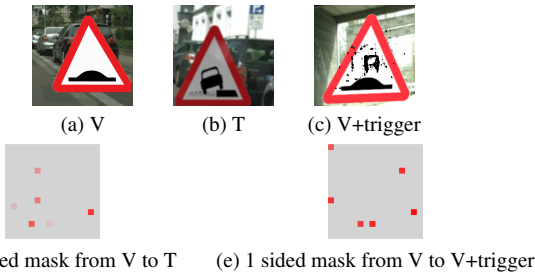 (a) V (b) T (c) V+trigger
ed mask from V to T (e) 1 sided mask from V to V+trigger